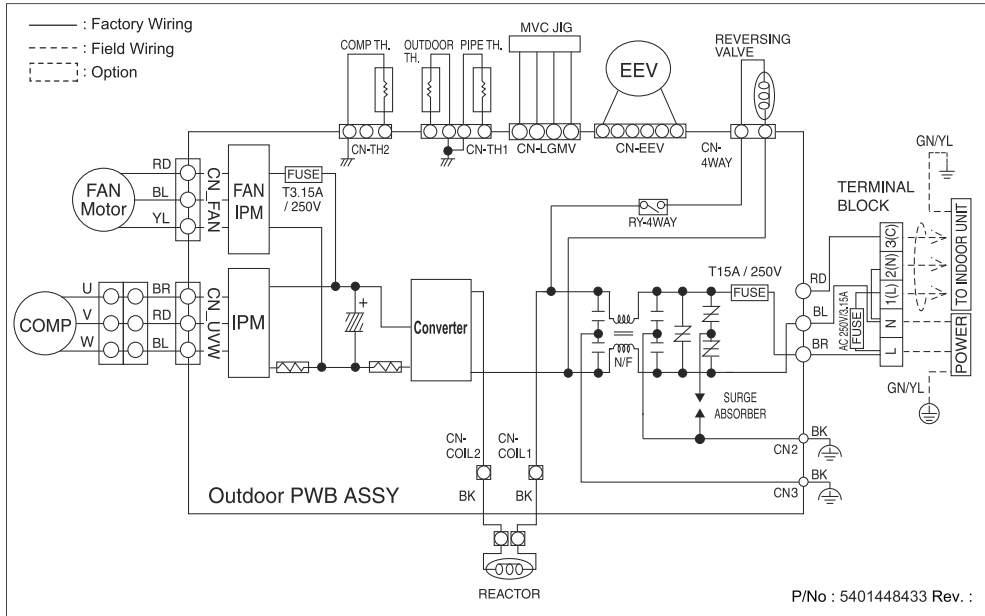 : Factory Wiring
: Field Wiring
: Option
COMP TH.
OUTDOOR
TH.
PIPE TH.
MVC JIG
EEV
REVERSING
VALVE
CN-TH2
CN-TH1
CN-LGMV
CN-EEV
CN-
4WAY
GN/YL
FAN
Motor
RD
BL
YL
CN_FAN
FAN
IPM
FUSE
T3.15A
/ 250V
RY-4WAY
TERMINAL
BLOCK
3(C)
2(N)
1(L)
N
L
TO INDOOR UNIT
POWER
AC 250V/3.15A
FUSE
RD
BL
BR
T15A / 250V
FUSE
COMP
U
V
W
BR
RD
BL
CN_UVW
IPM
+
Converter
N/F
SURGE
ABSORBER
GN/YL
BK
CN2
BK
CN3
CN-
COIL2
CN-
COIL1
BK
BK
Outdoor PWB ASSY
REACTOR
P/No : 5401448433 Rev. :